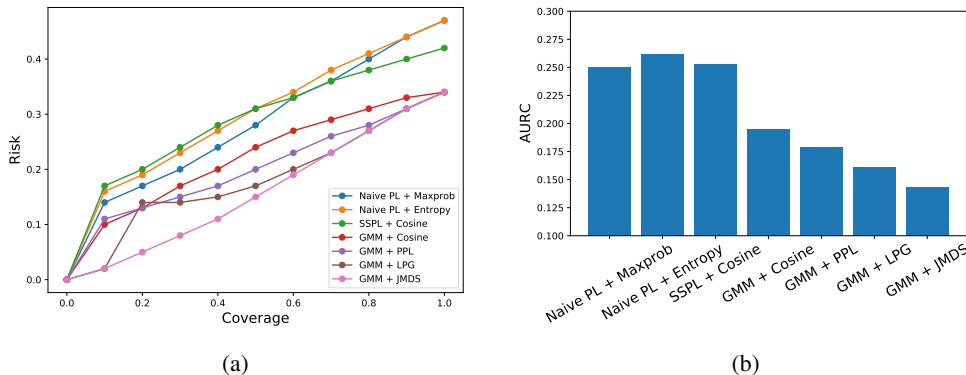 0.4
0.3
0.2
0.1
0.0
Risk
0.0 0.2 0.4 0.6 0.8 1.0
Coverage
Naive PL + Maxprob
Naive PL + Entropy
SSPL + Cosine
GMM + Cosine
GMM + PPL
GMM + LPG
GMM + JMDS
(a)
0.300
0.275
0.250
0.225
0.200
0.175
0.150
0.125
0.100
AURC
Naive PL + Maxprob
Naive PL + Entropy
SSPL + Cosine
GMM + Cosine
GMM + PPL
GMM + LPG
GMM + JMDS
(b)